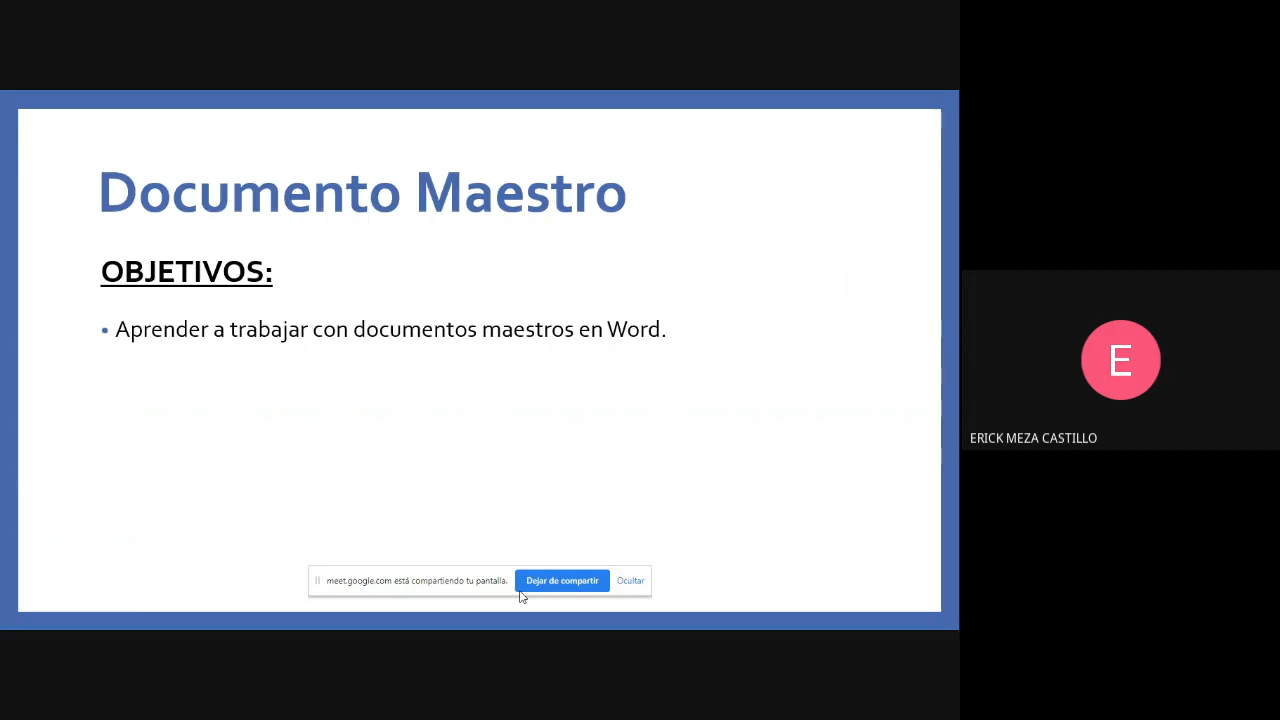 Documento Maestro
OBJETIVOS:
• Aprender a trabajar con documentos maestros en Word.
meet.google.com está compartiendo tu pantalla. Dejar de compartir Ocultar
E
ERICK MEZA CASTILLO